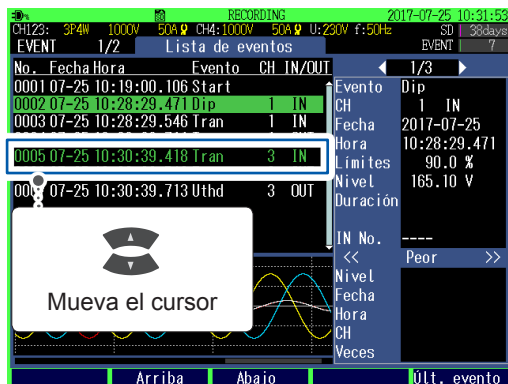 RECORDING 2017-07-25 10:31:53
CH123: 3P4W 1000V 50A CH4:1000V 50A U:230V f:50Hz SD 38days
EVENT 1/2 Lista de eventos EVENT 7
No. Fecha Hora Evento CH IN/OUT
0001 07-25 10:19:00.106 Start
0002 07-25 10:28:29.471 Dip 1 IN
0003 07-25 10:28:29.546 Tran 1 IN
0005 07-25 10:30:39.418 Tran 3 IN
07-25 10:30:39.713 Uthd 3 OUT
Mueva el cursor
1/3
Evento Dip
CH 1 IN
Fecha 2017-07-25
Hora 10:28:29.471
Limites 90.0 %
Nivel 165.10 V
Duración
IN No. ----
<< Peor >>
Nivel
Fecha
Hora
CH
Veces
Arriba Abajo Últ. evento